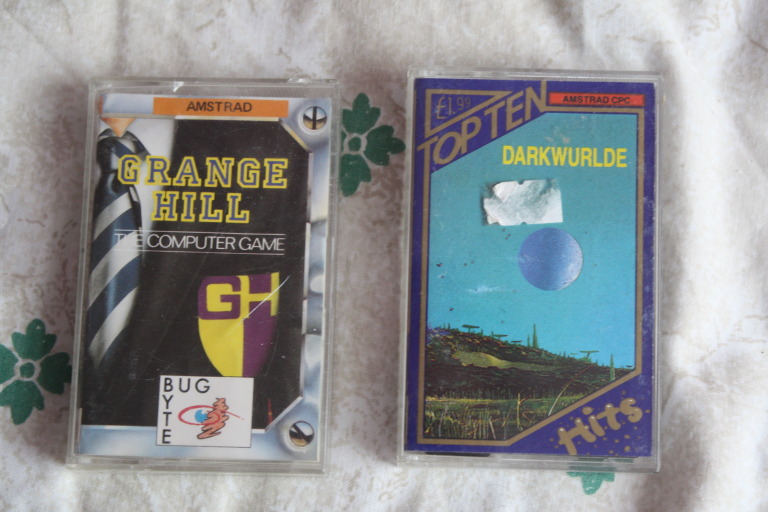 AMSTRAD
GRANGE
HILL
THE COMPUTER GAME
GH
BUG
BYTE
£1.99
TOP TEN
AMSTRAD CPC
DARKWURLDE
Hits